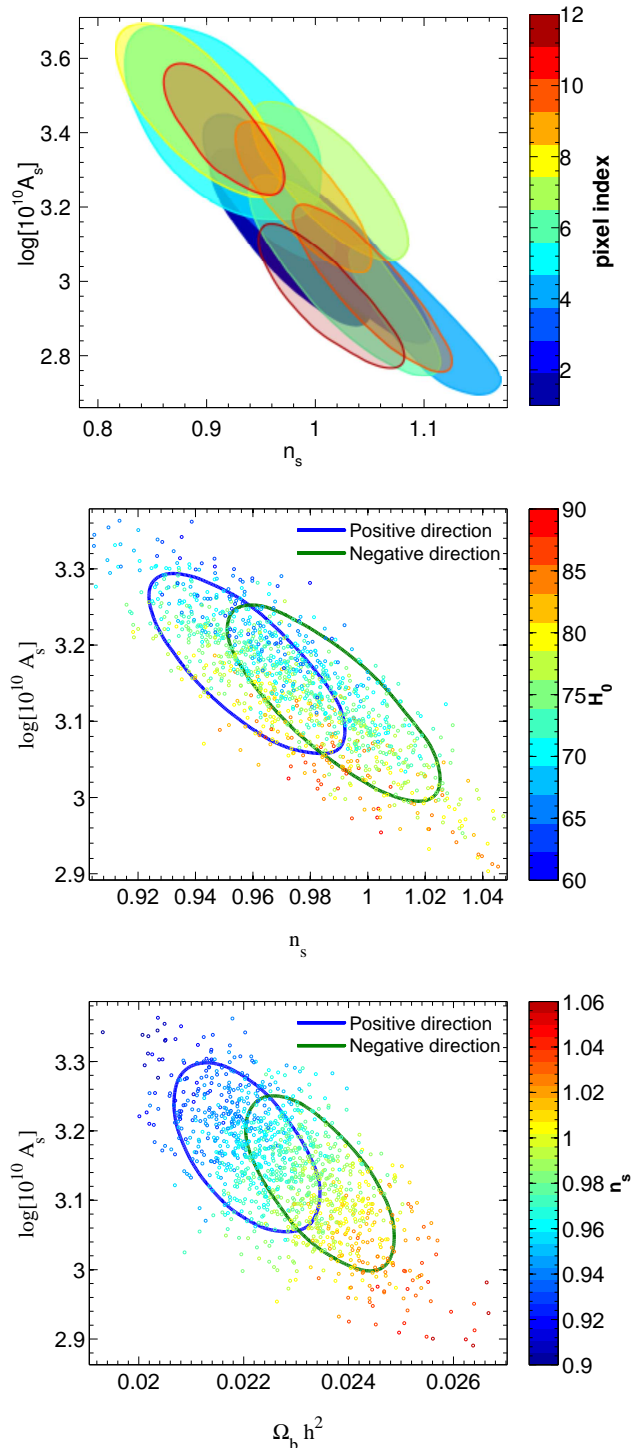 3.6
3.4
3.2
3
2.8
log[10^10 A_s]
0.8 0.9 1 1.1
n_s
12
10
8
6
4
2
pixel index
Positive direction
Negative direction
3.3
3.2
3.1
3
2.9
log[10^10 A_s]
0.92 0.94 0.96 0.98 1 1.02 1.04
n_s
90
85
80
75
70
65
60
H_0
Positive direction
Negative direction
3.3
3.2
3.1
3
2.9
log[10^10 A_s]
0.02 0.022 0.024 0.026
Ω_b h^2
1.06
1.04
1.02
1
0.98
0.96
0.94
0.92
0.9
n_s